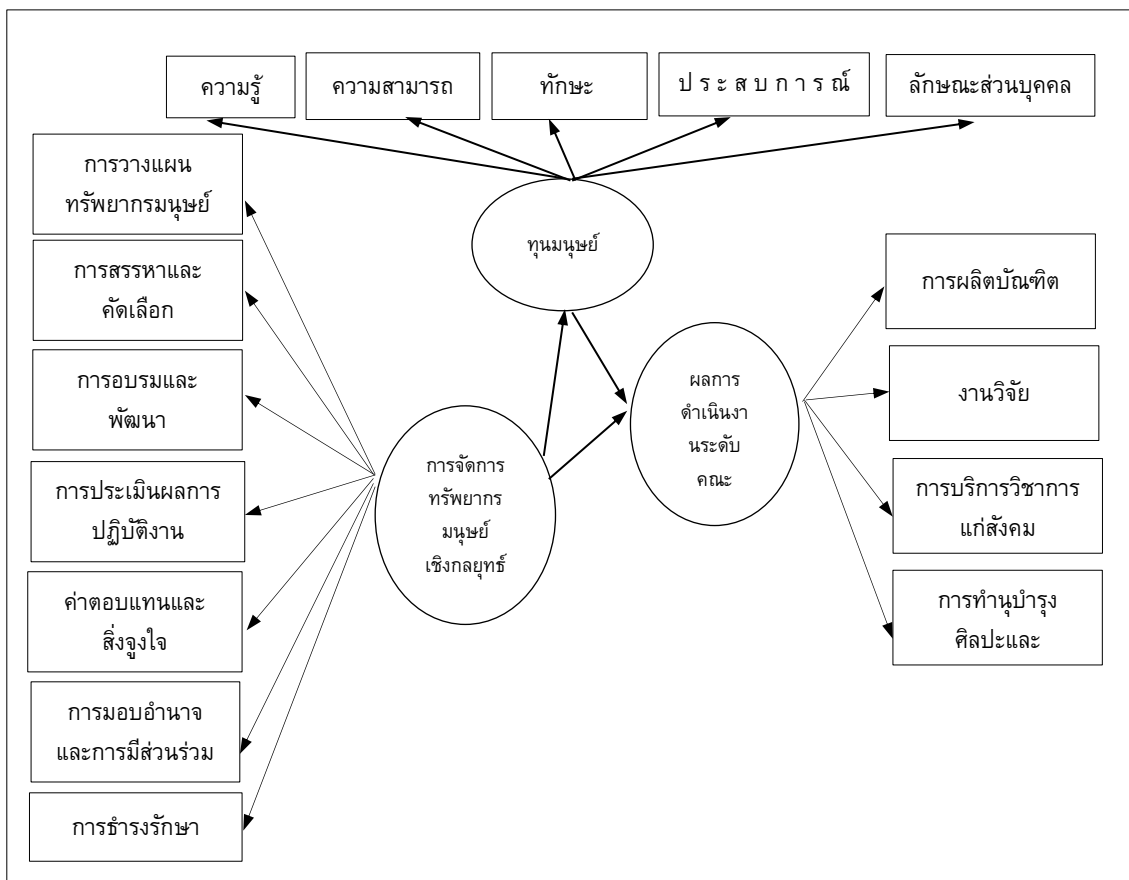 ความรู้
ความสามารถ
ทักษะ
ป ร ะ ส บ ก า ร ณ์
ลักษณะส่วนบุคคล
การวางแผน
ทรัพยากรมนุษย์
การสรรหาและ
คัดเลือก
การอบรมและ
พัฒนา
การประเมินผลการ
ปฏิบัติงาน
ค่าตอบแทนและ
สิ่งจูงใจ
การมอบอำนาจ
และการมีส่วนร่วม
การธำรงรักษา
ทุนมนุษย์
การจัดการ
ทรัพยากร
มนุษย์
เชิงกลยุทธ์
ผลการ
ดำเนินงา
นระดับ
คณะ
การผลิตบัณฑิต
งานวิจัย
การบริการวิชาการ
แก่สังคม
การทำนุบำรุง
ศิลปะและ